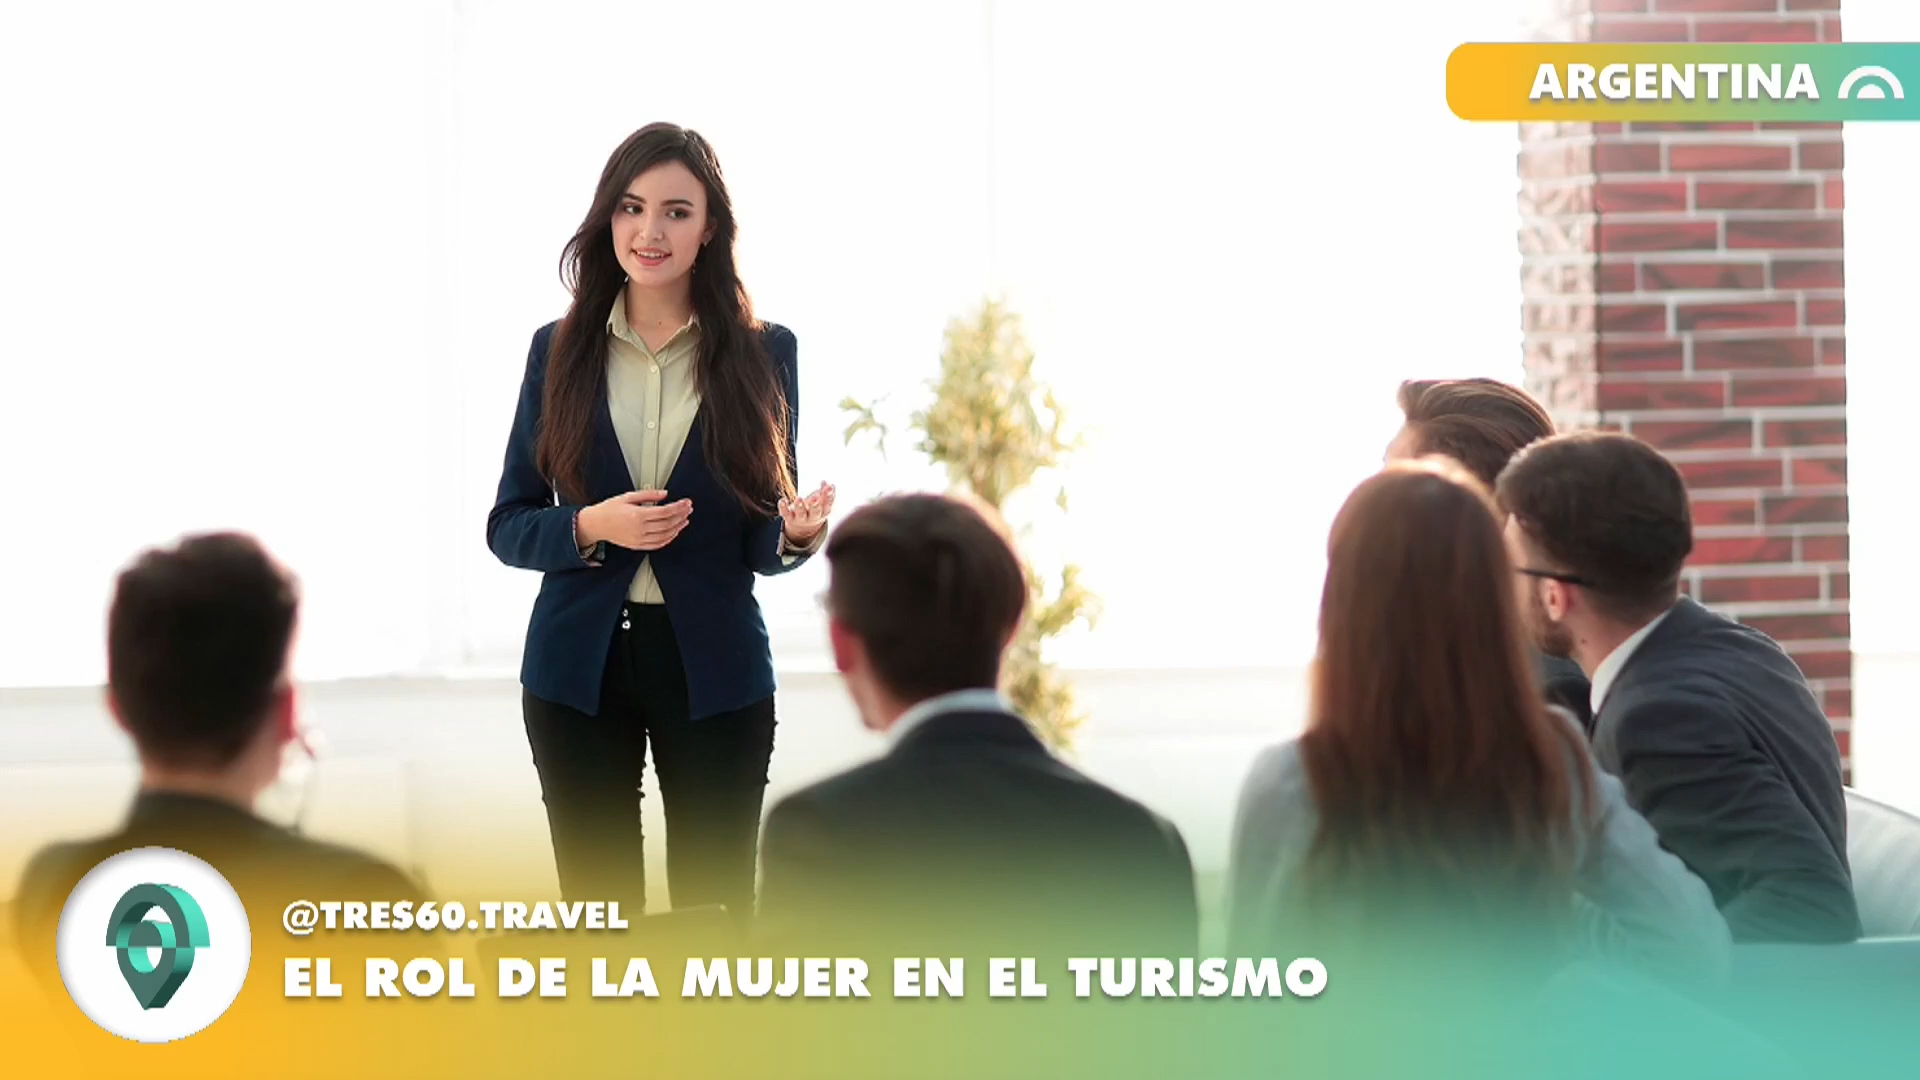 ARGENTINA
@TRES60.TRAVEL
EL ROL DE LA MUJER EN EL TURISMO